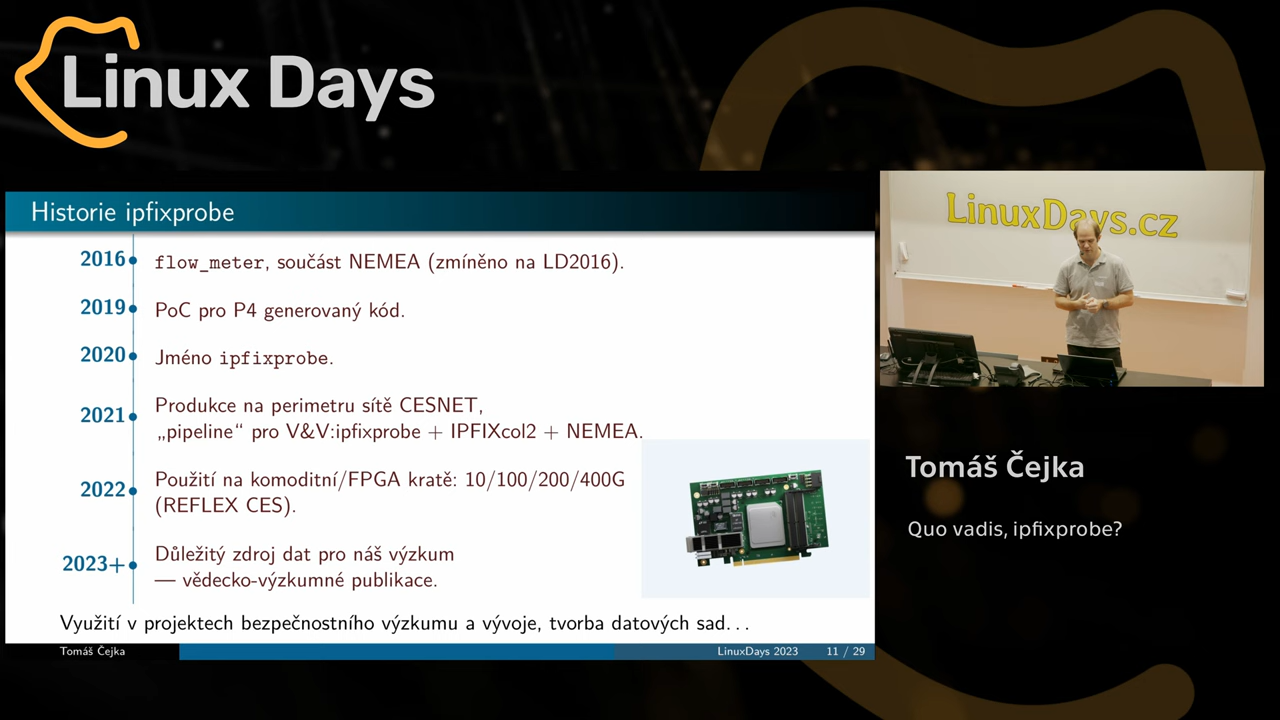 Linux Days
Historie ipfixprobe
2016 flow_meter, součást NEMEA (zmíněno na LD2016).
2019 PoC pro P4 generovaný kód.
2020 Jméno ipfixprobe.
2021 Produkce na perimetru sítě CESNET,
„pipeline“ pro V&V:ipfixprobe + IPFIXcol2 + NEMEA.
2022 Použití na komoditní/FPGA kratě: 10/100/200/400G
(REFLEX CES).
2023+ Důležitý zdroj dat pro náš výzkum
— vědecko-výzkumné publikace.
Využití v projektech bezpečnostního výzkumu a vývoje, tvorba datových sad...
Tomáš Čejka LinuxDays 2023 11 / 29
LinuxDays.cz
Tomáš Čejka
Quo vadis, ipfixprobe?